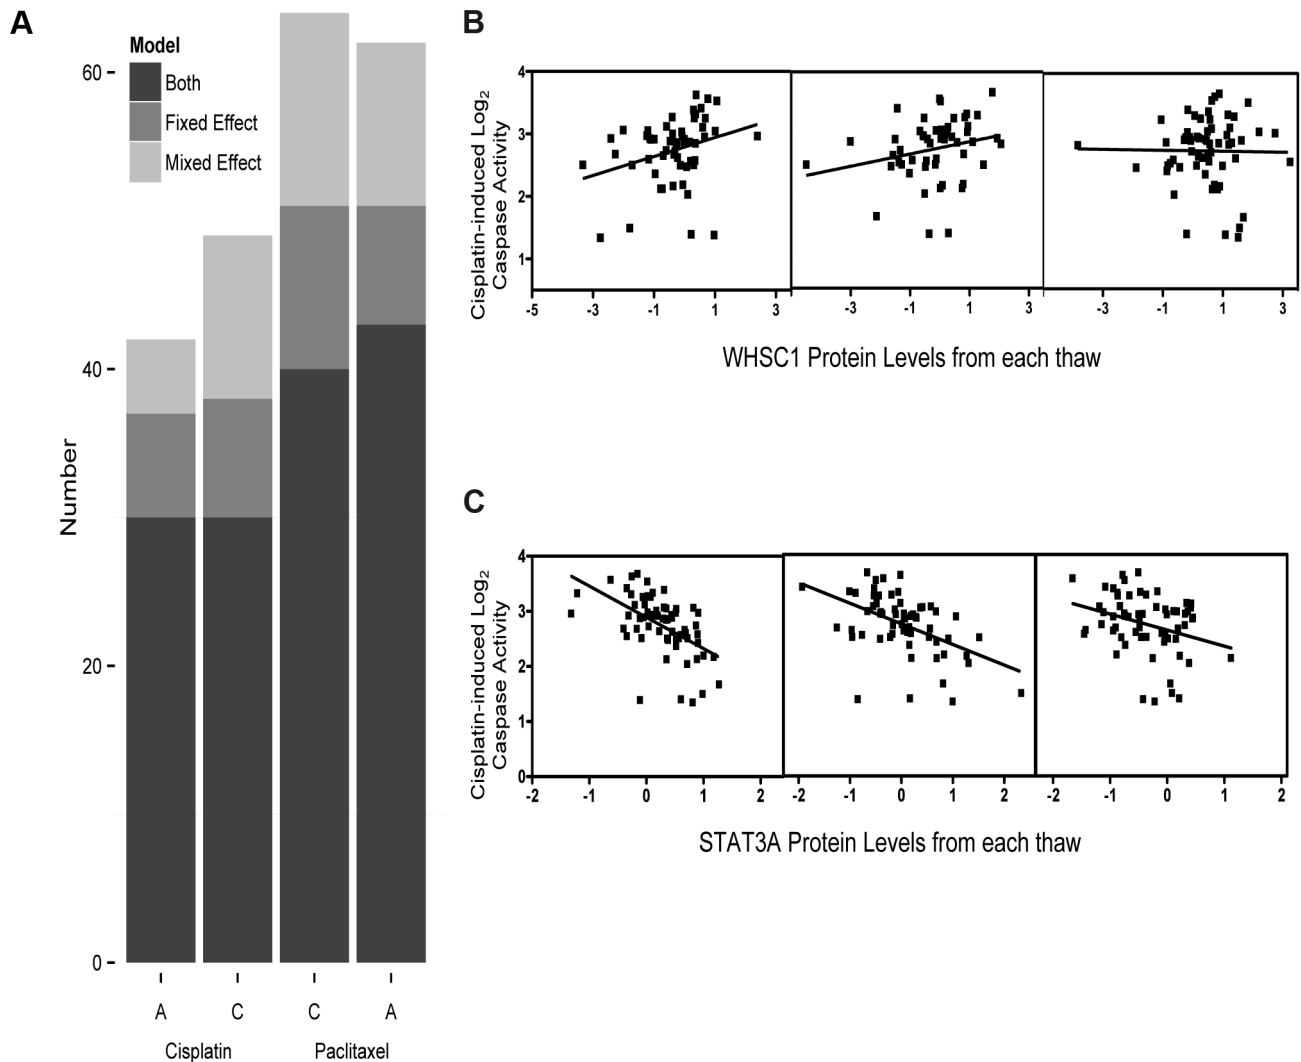 A
Model
Both
Fixed Effect
Mixed Effect
60
40
20
0
Number
A C C A
Cisplatin Paclitaxel
B
Cisplatin-induced Log2
Caspase Activity
4
3
2
1
-5 -3 -1 1 3 -3 -1 1 3 -3 -1 1 3
WHSC1 Protein Levels from each thaw
C
Cisplatin-induced Log2
Caspase Activity
4
3
2
1
0
-2 -1 0 1 2 -2 -1 0 1 2 -2 -1 0 1 2
STAT3A Protein Levels from each thaw